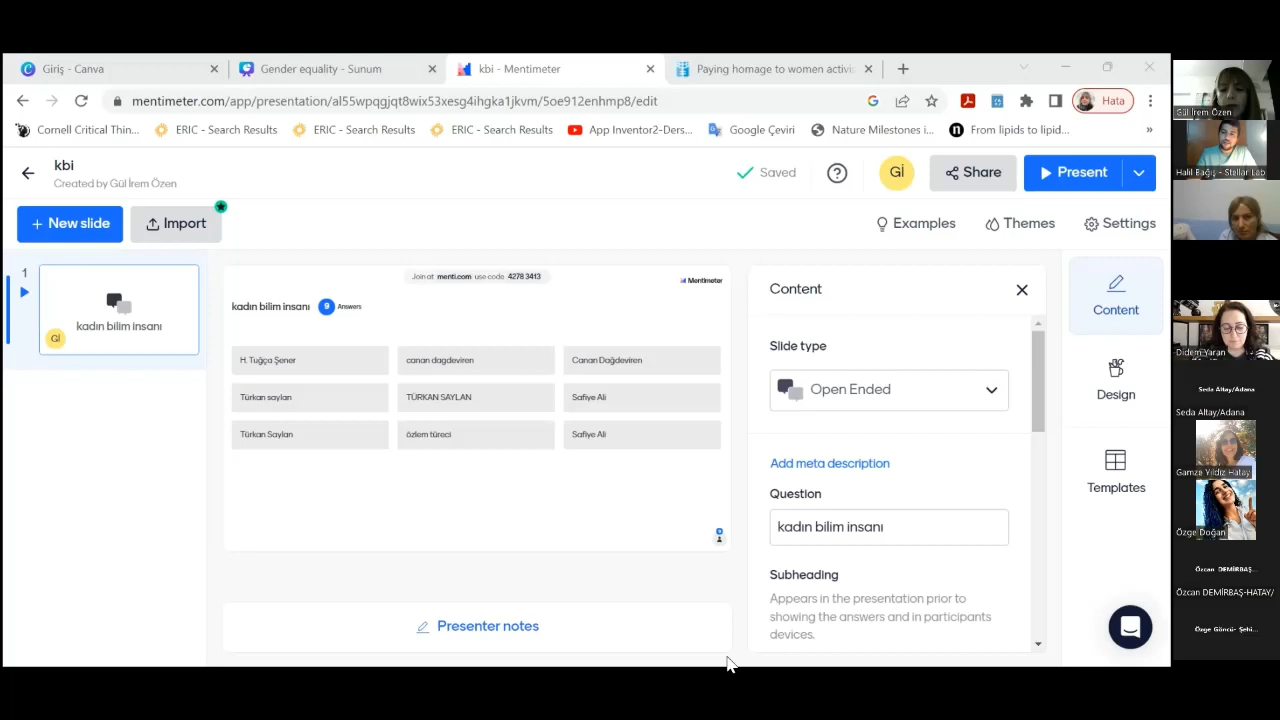 Giriş - Canva
Gender equality - Sunum
kbi - Mentimeter
Paying homage to women activi
mentimeter.com/app/presentation/al55wpqgjqt8wix53xesg4ihgka1jkvm/5oe912enhmp8/edit
Hata
Cornell Critical Thin...
ERIC - Search Results
ERIC - Search Results
ERIC - Search Results
App Inventor2-Ders...
Google Çeviri
Nature Milestones i...
From lipids to lipid...
kbi
Created by Gül İrem Özen
Saved
Gİ
Share
Present
+ New slide
Import
Examples
Themes
Settings
1
kadın bilim insanı
Gİ
Join at menti.com use code 4278 3413
Mentimeter
kadın bilim insanı 9 Answers
H. Tuğça Şener
canan dagdeviren
Canan Dağdeviren
Türkan saylan
TÜRKAN SAYLAN
Safiye Ali
Türkan Saylan
özlem türeci
Safiye Ali
Presenter notes
Content
Slide type
Open Ended
Add meta description
Question
kadın bilim insanı
Subheading
Appears in the presentation prior to
showing the answers and in participants
devices.
Content
Design
Templates
Gül İrem Özen
Halil Bağış - Stellar Lab
Didem Yaran
Seda Altay/Adana
Seda Altay/Adana
Gamze Yıldız Hatay
Özge Doğan
Özcan DEMİRBAŞ...
Özcan DEMİRBAŞ-HATAY/
Özge Göncü- Şehi...